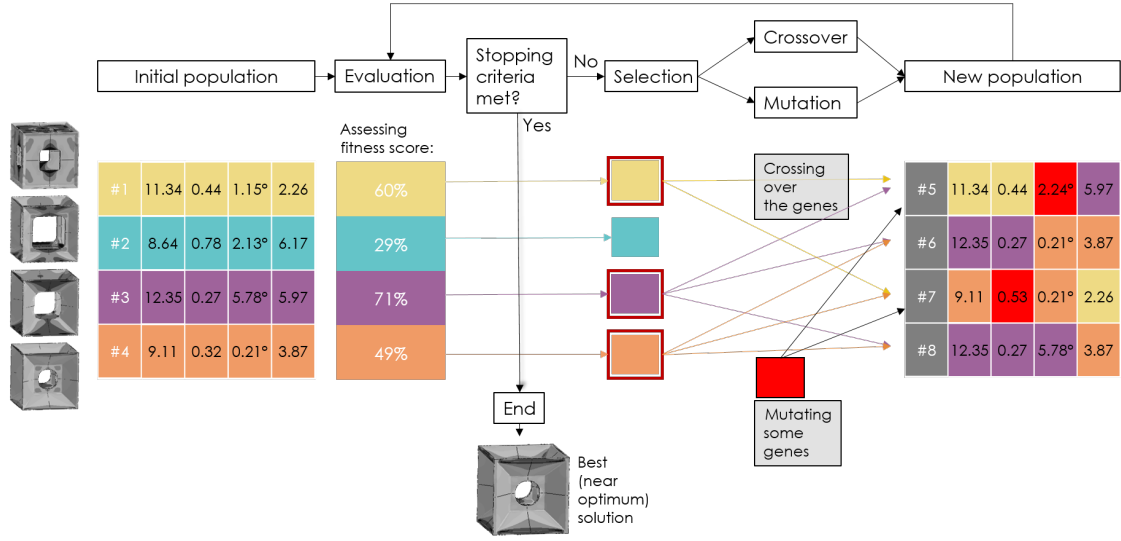 Initial population
Evaluation
Stopping
criteria
met?
No
Yes
Selection
Crossover
Mutation
New population
Assessing
fitness score:
#1 11.34 0.44 1.15° 2.26
#2 8.64 0.78 2.13° 6.17
#3 12.35 0.27 5.78° 5.97
#4 9.11 0.32 0.21° 3.87
60%
29%
71%
49%
Crossing
over
the genes
#5 11.34 0.44 2.24° 5.97
#6 12.35 0.27 0.21° 3.87
#7 9.11 0.53 0.21° 2.26
#8 12.35 0.27 5.78° 3.87
Mutating
some
genes
End
Best
(near
optimum)
solution